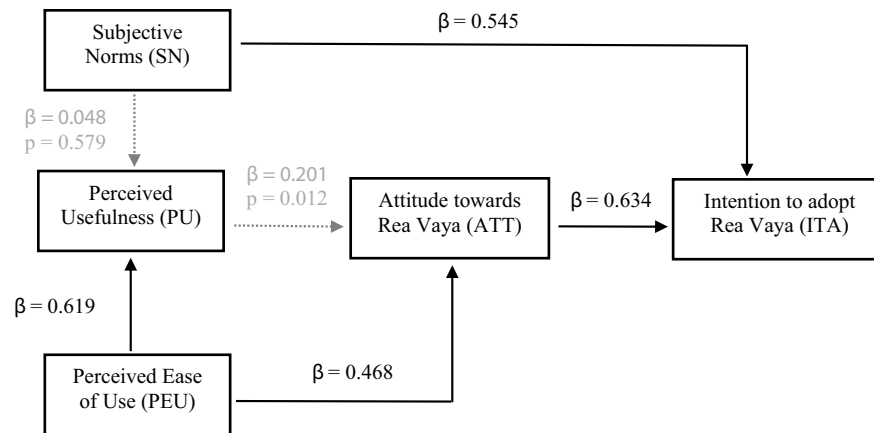 β = 0.545
Subjective
Norms (SN)
β = 0.048
p = 0.579
β = 0.201
p = 0.012
Perceived
Usefulness (PU)
Attitude towards
Rea Vaya (ATT)
β = 0.634
Intention to adopt
Rea Vaya (ITA)
β = 0.619
β = 0.468
Perceived Ease
of Use (PEU)